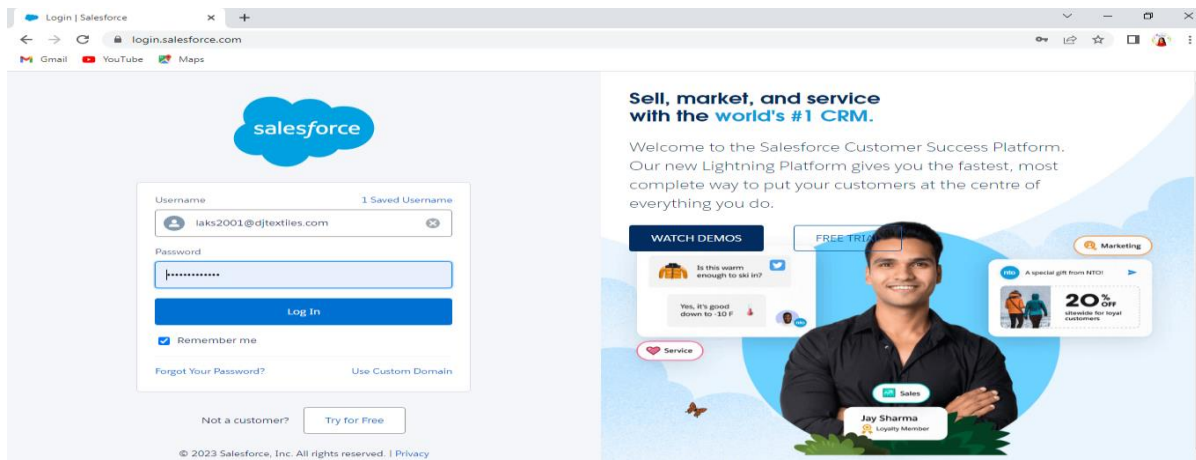 Login | Salesforce
login.salesforce.com
Gmail YouTube Maps
salesforce
Username 1 Saved Username
laks2001@djtextiles.com
Password
Log In
Remember me
Forgot Your Password? Use Custom Domain
Not a customer? Try for Free
© 2023 Salesforce, Inc. All rights reserved. | Privacy
Sell, market, and service
with the world's #1 CRM.
Welcome to the Salesforce Customer Success Platform.
Our new Lightning Platform gives you the fastest, most
complete way to put your customers at the centre of
everything you do.
WATCH DEMOS FREE TRIAL
Marketing
Is this warm
enough to ski in?
Yes, it's good
down to -10 F
nto
Service
nto A special gift from NTO!
20% OFF
sitewide for loyal
customers
Sales
Jay Sharma
Loyalty Member